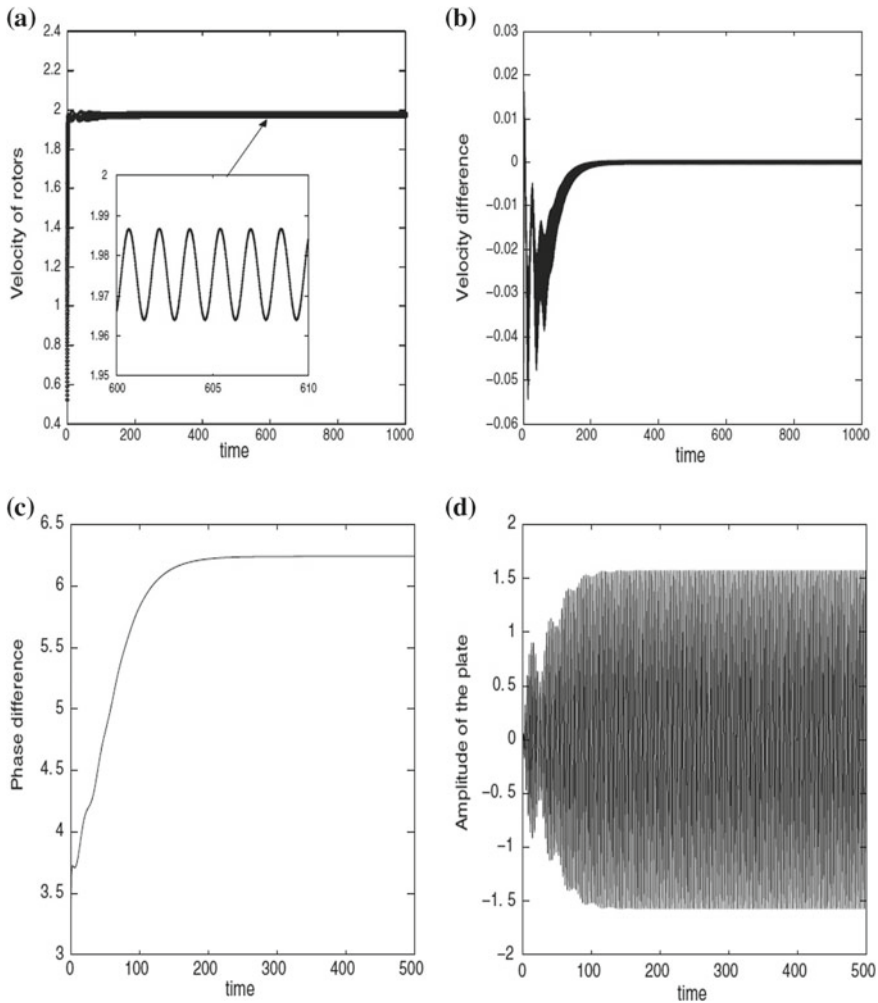 (a)
2.4
2.2
2
1.8
1.6
1.4
1.2
1
0.8
0.6
0.4
Velocity of rotors
2
1.99
1.98
1.97
1.96
1.95
600 605 610
0 200 400 600 800 1000
time
(b)
0.03
0.02
0.01
0
−0.01
−0.02
−0.03
−0.04
−0.05
−0.06
Velocity difference
0 200 400 600 800 1000
time
(c)
6.5
6
5.5
5
4.5
4
3.5
3
Phase difference
0 100 200 300 400 500
time
(d)
2
1.5
1
0.5
0
−0. 5
−1
−1.5
−2
Amplitude of the plate
0 100 200 300 400 500
time